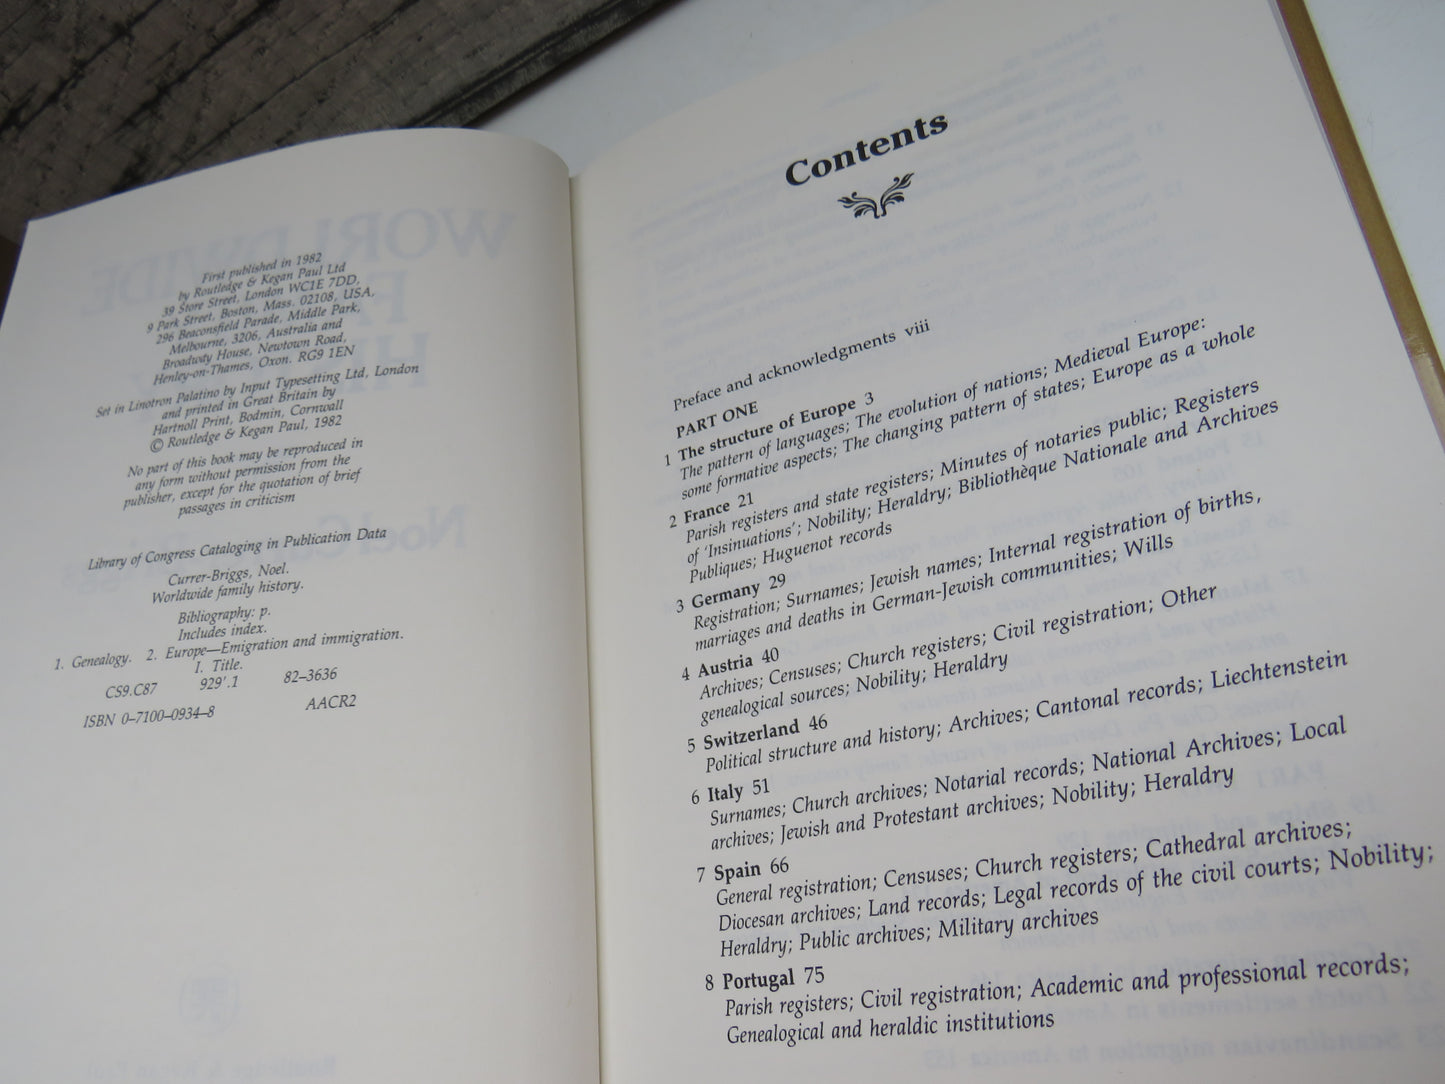 First published in 1982
by Routledge & Kegan Paul Ltd
39 Store Street, London WC1E 7DD,
9 Park Street, Boston, Mass. 02108, USA,
296 Beaconsfield Parade, Middle Park,
Melbourne, 3206, Australia and
Broadway House, Newtown Road,
Henley-on-Thames, Oxon. RG9 1EN
Set in Linotron Palatino by Input Typesetting Ltd, London
and printed in Great Britain by
Hartnoll Print, Bodmin, Cornwall
© Routledge & Kegan Paul, 1982
No part of this book may be reproduced in
any form without permission from the
publisher, except for the quotation of brief
passages in criticism
Library of Congress Cataloging in Publication Data
Currer-Briggs, Noel.
Worldwide family history.
Bibliography: p.
Includes index.
1. Genealogy. 2. Europe—Emigration and immigration.
I. Title.
CS9.C87 929'.1 82–3636
ISBN 0–7100–0934–8 AACR2
Contents
Preface and acknowledgments viii
PART ONE
1 The structure of Europe 3
The pattern of languages; The evolution of nations; Medieval Europe:
some formative aspects; The changing pattern of states; Europe as a whole
2 France 21
Parish registers and state registers; Minutes of notaries public; Registers
of 'Insinuations'; Nobility; Heraldry; Bibliothèque Nationale and Archives
Publiques; Huguenot records
3 Germany 29
Registration; Surnames; Jewish names; Internal registration of births,
marriages and deaths in German-Jewish communities; Wills
4 Austria 40
Archives; Censuses; Church registers; Civil registration; Other
genealogical sources; Nobility; Heraldry
5 Switzerland 46
Political structure and history; Archives; Cantonal records; Liechtenstein
6 Italy 51
Surnames; Church archives; Notarial records; National Archives; Local
archives; Jewish and Protestant archives; Nobility; Heraldry
7 Spain 66
General registration; Censuses; Church registers; Cathedral archives;
Diocesan archives; Land records; Legal records of the civil courts; Nobility;
Heraldry; Public archives; Military archives
8 Portugal 75
Parish registers; Civil registration; Academic and professional records;
Genealogical and heraldic institutions